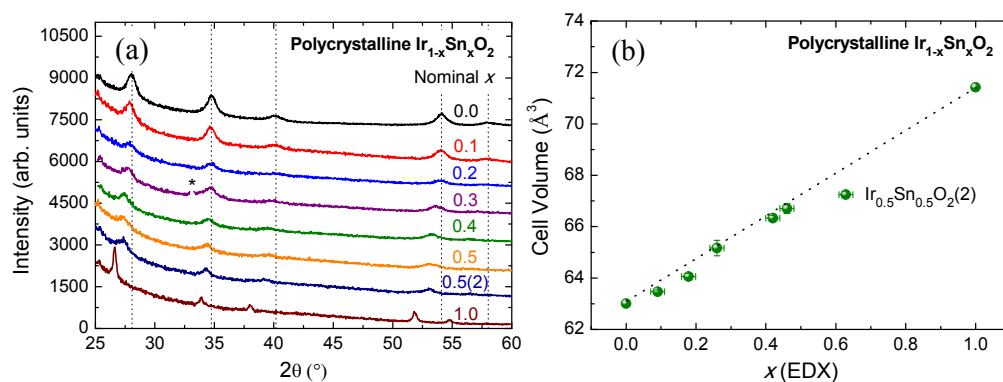 (a)
Polycrystalline Ir1-xSnxO2
Nominal x
0.0
0.1
0.2
*
0.3
0.4
0.5
0.5(2)
1.0
10500
9000
7500
6000
4500
3000
1500
0
Intensity (arb. units)
25 30 35 40 45 50 55 60
2θ (°)
(b)
Polycrystalline Ir1-xSnxO2
Ir0.5Sn0.5O2(2)
74
72
70
68
66
64
62
Cell Volume (Å3)
0.0 0.2 0.4 0.6 0.8 1.0
x (EDX)